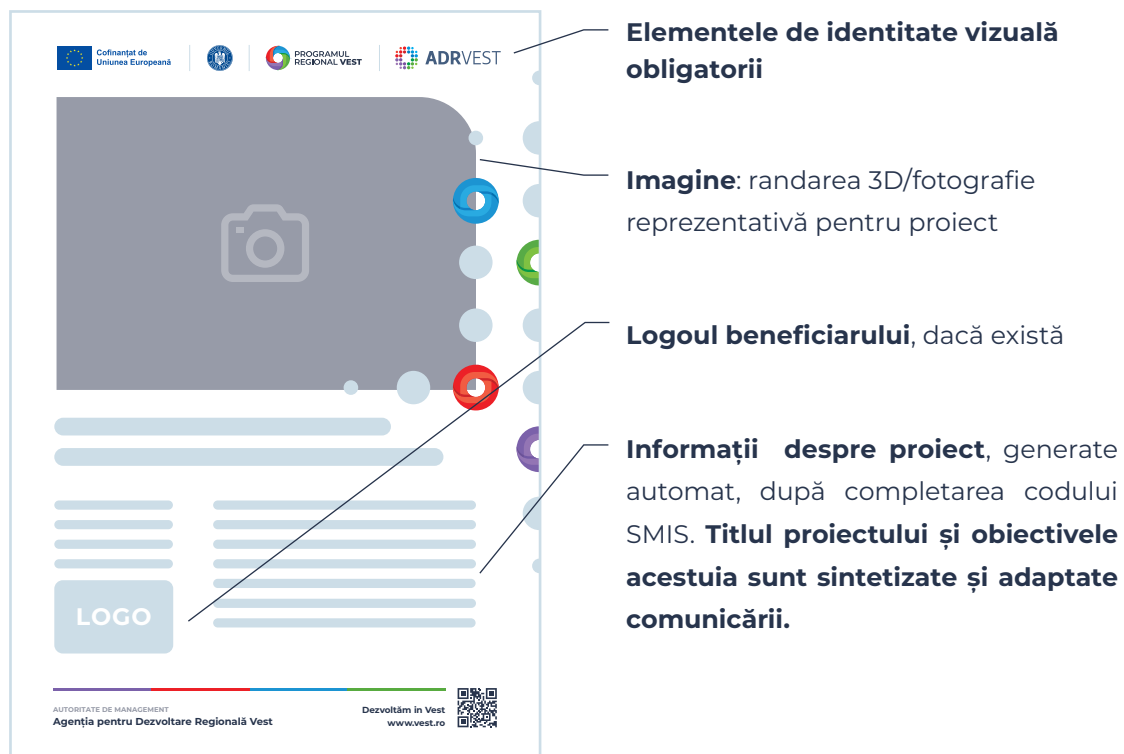 Cofinanțat de
Uniunea Europeană
PROGRAMUL
REGIONAL VEST
ADRVEST
LOGO
AUTORITATE DE MANAGEMENT
Agenția pentru Dezvoltare Regională Vest
Dezvoltăm in Vest
www.vest.ro
Elementele de identitate vizuală
obligatorii
Imagine: randarea 3D/fotografie
reprezentativă pentru proiect
Logoul beneficiarului, dacă există
Informații despre proiect, generate
automat, după completarea codului
SMIS. Titlul proiectului și obiectivele
acestuia sunt sintetizate și adaptate
comunicării.